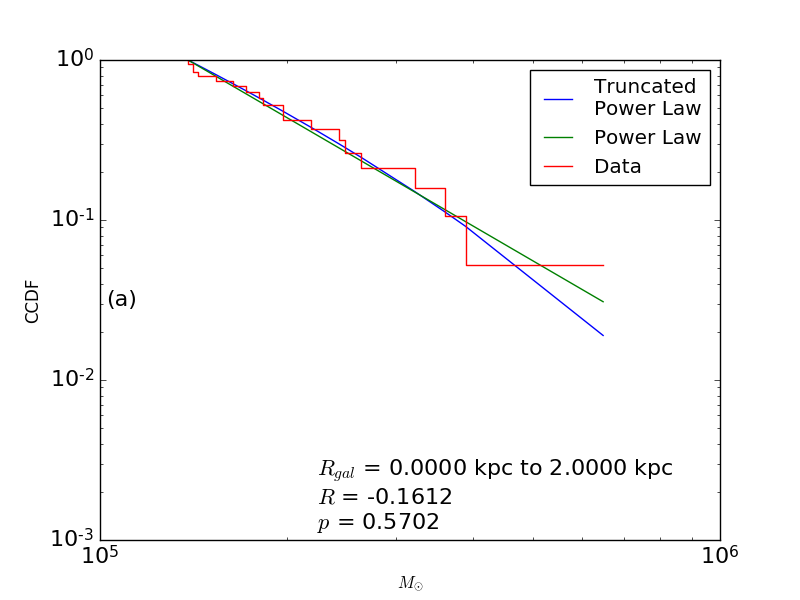 10^0
10^-1
10^-2
10^-3
CCDF
(a)
Truncated
Power Law
Power Law
Data
R_gal = 0.0000 kpc to 2.0000 kpc
R = -0.1612
p = 0.5702
10^5
10^6
M_⊙